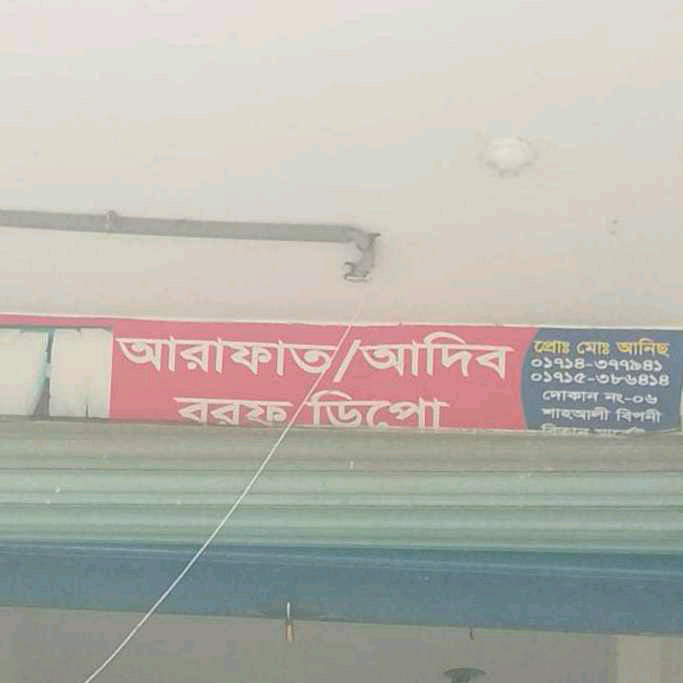 আরাফাত/আদিব
বরফ ডিপো
প্রোঃ মোঃ আনিছ
০১৭১৪-৩৭৭৯৪১
০১৭১৫-৩৮৬৪১৪
দোকান নং-০৬
শাহআলী বিপনী